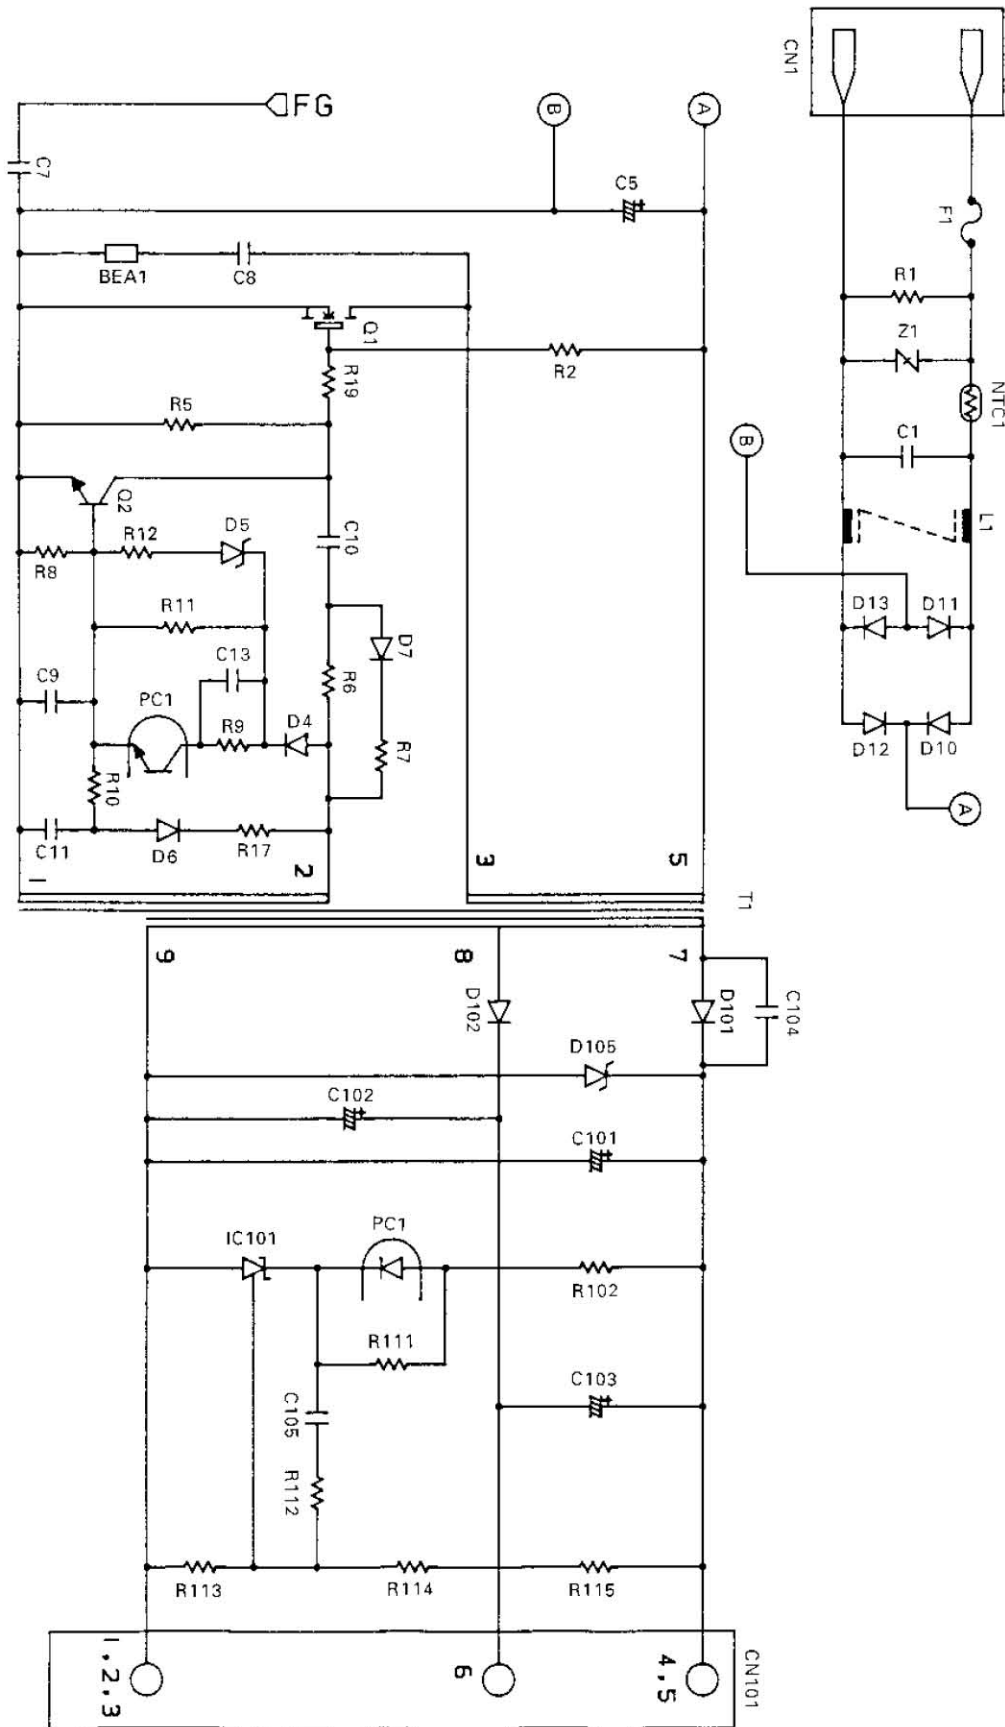 CN1
F1
R1
Z1
NTC1
C1
L1
B
D13
D11
D12
D10
A
FG
B
A
C7
C5
BEA1
C8
Q1
R2
R19
R5
Q2
R12
D5
C10
R8
R11
D7
C9
PC1
C13
R6
R9
D4
R7
R10
C11
D6
R17
1
2
3
5
T1
9
8
7
D102
D101
C104
D105
C102
C101
IC101
PC1
R102
R111
C105
C103
R112
R113
R114
R115
1,2,3
6
4,5
CN101